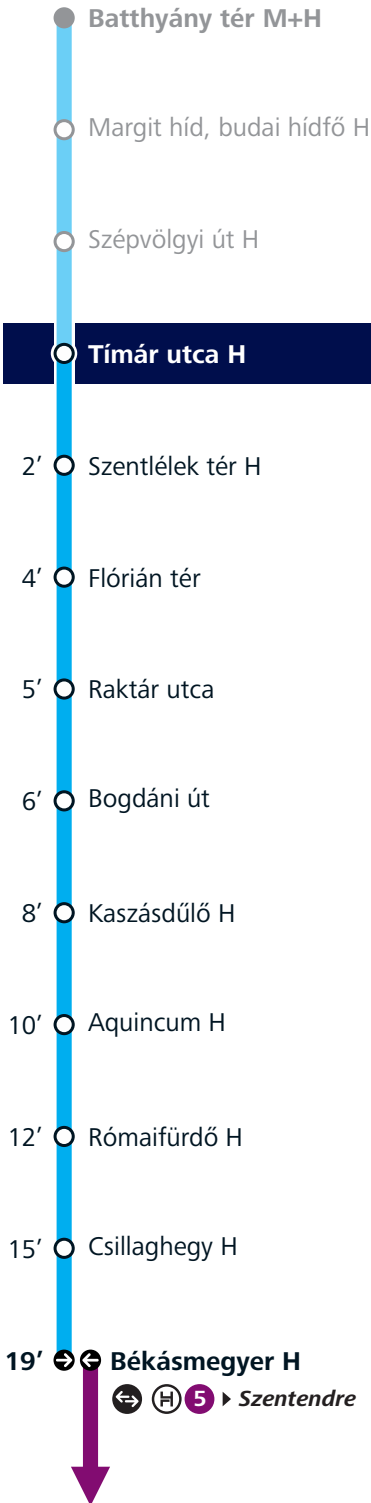 Batthyány tér M+H
Margit híd, budai hídfő H
Szépvölgyi út H
Tímár utca H
2’ Szentlélek tér H
4’ Flórián tér
5’ Raktár utca
6’ Bogdáni út
8’ Kaszásdűlő H
10’ Aquincum H
12’ Rómaifürdő H
15’ Csillaghegy H
19’ Békásmegyer H
H 5 Szentendre